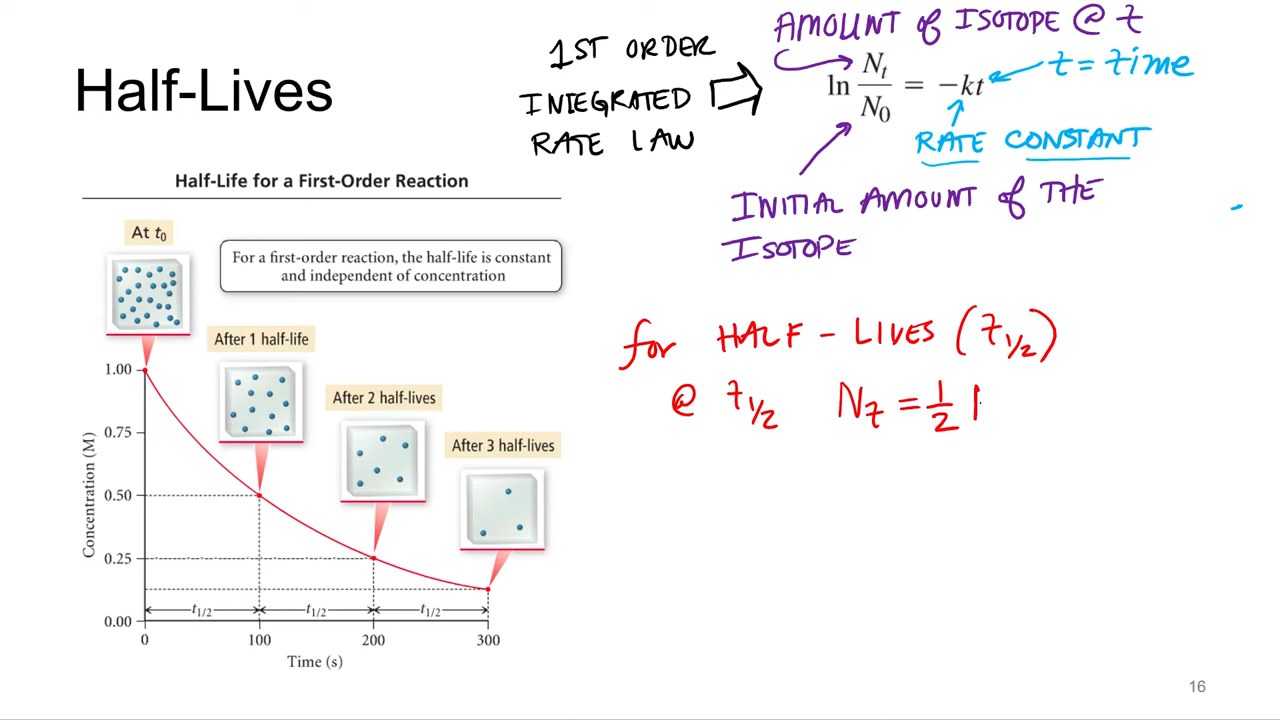 Half-Lives
1ST ORDER
INTEGRATED
RATE LAW
AMOUNT of ISOTOPE @ t
ln Nt/N0 = −kt
t = time
RATE CONSTANT
INITIAL AMOUNT of THE
ISOTOPE
Half-Life for a First-Order Reaction
At t0
For a first-order reaction, the half-life is constant
and independent of concentration
After 1 half-life
After 2 half-lives
After 3 half-lives
Concentration (M)
1.00
0.75
0.50
0.25
0.00
t1/2 t1/2 t1/2
0 100 200 300
Time (s)
for HALF - LIVES (t1/2)
@ t1/2 Nt = 1/2
16